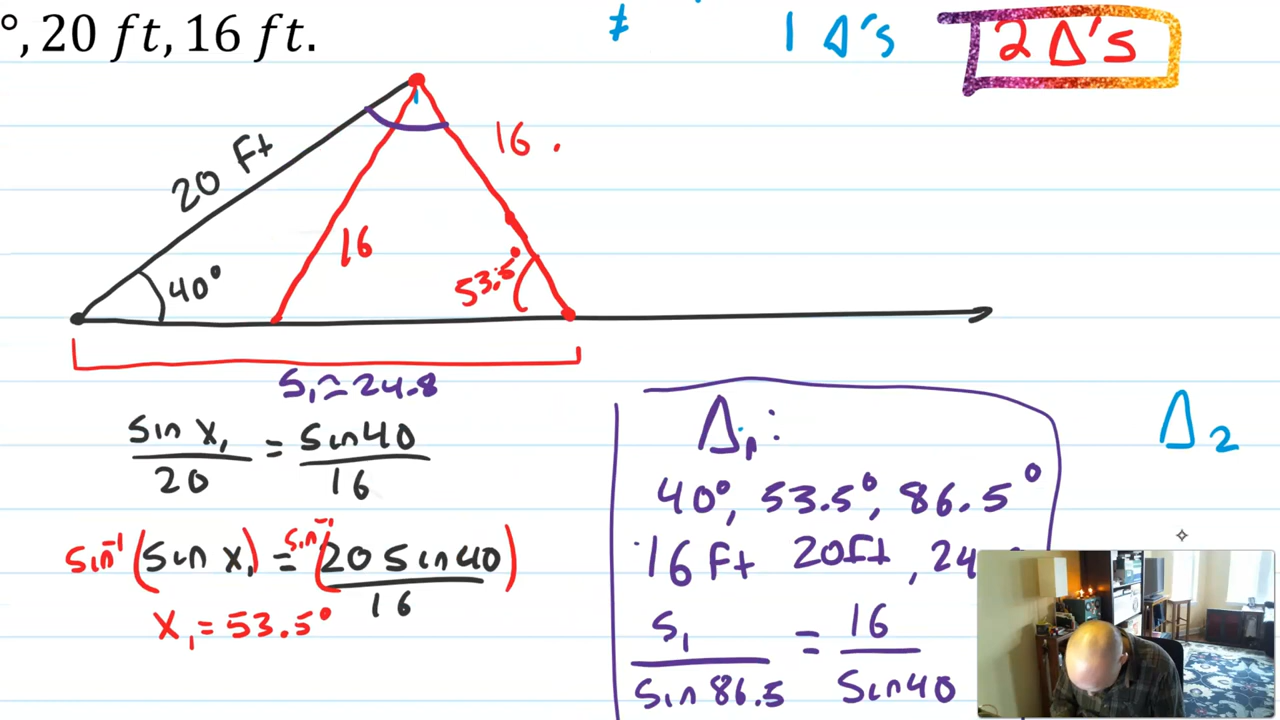 °, 20 ft, 16 ft.
≠ 1 Δ's 2 Δ's
20 Ft
16 .
16
40°
53.5°
S₁ ≃ 24.8
sin x₁ / 20 = sin 40 / 16
sin⁻¹ (sin x₁) = sin⁻¹ (20 sin 40 / 16)
x₁ = 53.5°
Δ₁:
40°, 53.5°, 86.5°
16 Ft 20 Ft, 24
S₁ / sin 86.5 = 16 / sin 40
Δ₂